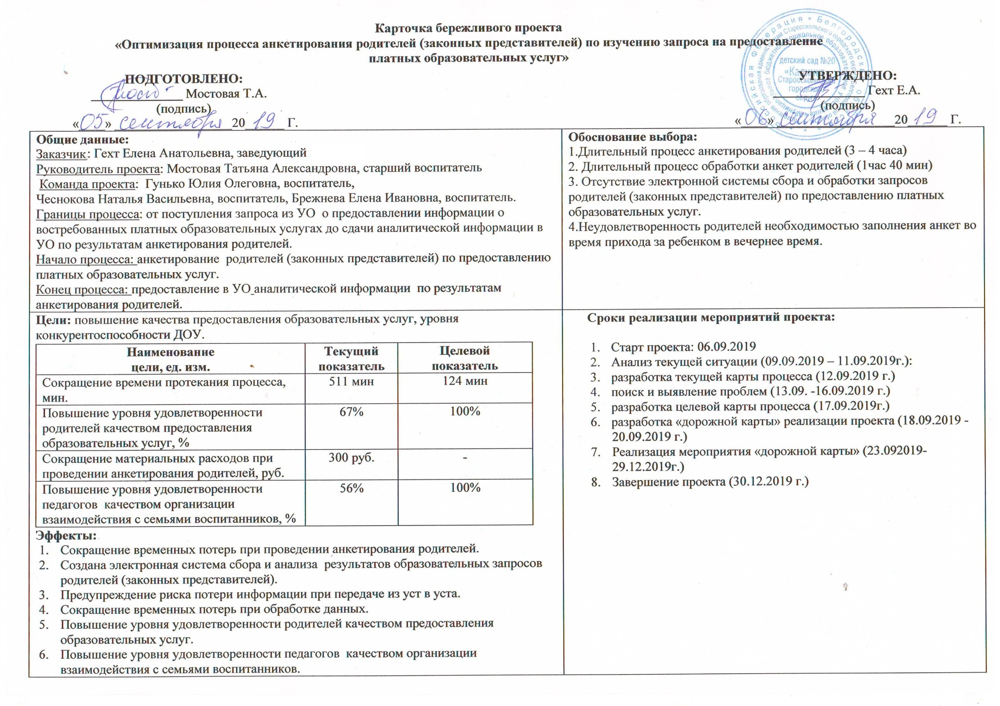 Карточка бережливого проекта
«Оптимизация процесса анкетирования родителей (законных представителей) по изучению запроса на предоставление
платных образовательных услуг»
ПОДГОТОВЛЕНО:
Мостовая Т.А.
(подпись)
«05» сентября 2019 Г.
УТВЕРЖДЕНО:
Гехт Е.А.
(подпись)
«06» сентября 2019 Г.
детский сад №20
«Калинка»
Старооскольского
городского
округа
Общие данные:
Заказчик: Гехт Елена Анатольевна, заведующий
Руководитель проекта: Мостовая Татьяна Александровна, старший воспитатель
Команда проекта: Гунько Юлия Олеговна, воспитатель,
Чеснокова Наталья Васильевна, воспитатель, Брежнева Елена Ивановна, воспитатель.
Границы процесса: от поступления запроса из УО о предоставлении информации о
востребованных платных образовательных услугах до сдачи аналитической информации в
УО по результатам анкетирования родителей.
Начало процесса: анкетирование родителей (законных представителей) по предоставлению
платных образовательных услуг.
Конец процесса: предоставление в УО аналитической информации по результатам
анкетирования родителей.
Обоснование выбора:
1.Длительный процесс анкетирования родителей (3 – 4 часа)
2. Длительный процесс обработки анкет родителей (1час 40 мин)
3. Отсутствие электронной системы сбора и обработки запросов
родителей (законных представителей) по предоставлению платных
образовательных услуг.
4.Неудовлетворенность родителей необходимостью заполнения анкет во
время прихода за ребенком в вечернее время.
Цели: повышение качества предоставления образовательных услуг, уровня
конкурентоспособности ДОУ.
Наименование
цели, ед. изм.
Текущий
показатель
Целевой
показатель
Сокращение времени протекания процесса,
мин.
511 мин
124 мин
Повышение уровня удовлетворенности
родителей качеством предоставления
образовательных услуг, %
67%
100%
Сокращение материальных расходов при
проведении анкетирования родителей, руб.
300 руб.
-
Повышение уровня удовлетворенности
педагогов качеством организации
взаимодействия с семьями воспитанников, %
56%
100%
Эффекты:
1. Сокращение временных потерь при проведении анкетирования родителей.
2. Создана электронная система сбора и анализа результатов образовательных запросов
родителей (законных представителей).
3. Предупреждение риска потери информации при передаче из уст в уста.
4. Сокращение временных потерь при обработке данных.
5. Повышение уровня удовлетворенности родителей качеством предоставления
образовательных услуг.
6. Повышение уровня удовлетворенности педагогов качеством организации
взаимодействия с семьями воспитанников.
Сроки реализации мероприятий проекта:
1. Старт проекта: 06.09.2019
2. Анализ текущей ситуации (09.09.2019 – 11.09.2019г.):
3. разработка текущей карты процесса (12.09.2019 г.)
4. поиск и выявление проблем (13.09. -16.09.2019 г.)
5. разработка целевой карты процесса (17.09.2019г.)
6. разработка «дорожной карты» реализации проекта (18.09.2019 -
20.09.2019 г.)
7. Реализация мероприятия «дорожной карты» (23.092019-
29.12.2019г.)
8. Завершение проекта (30.12.2019 г.)